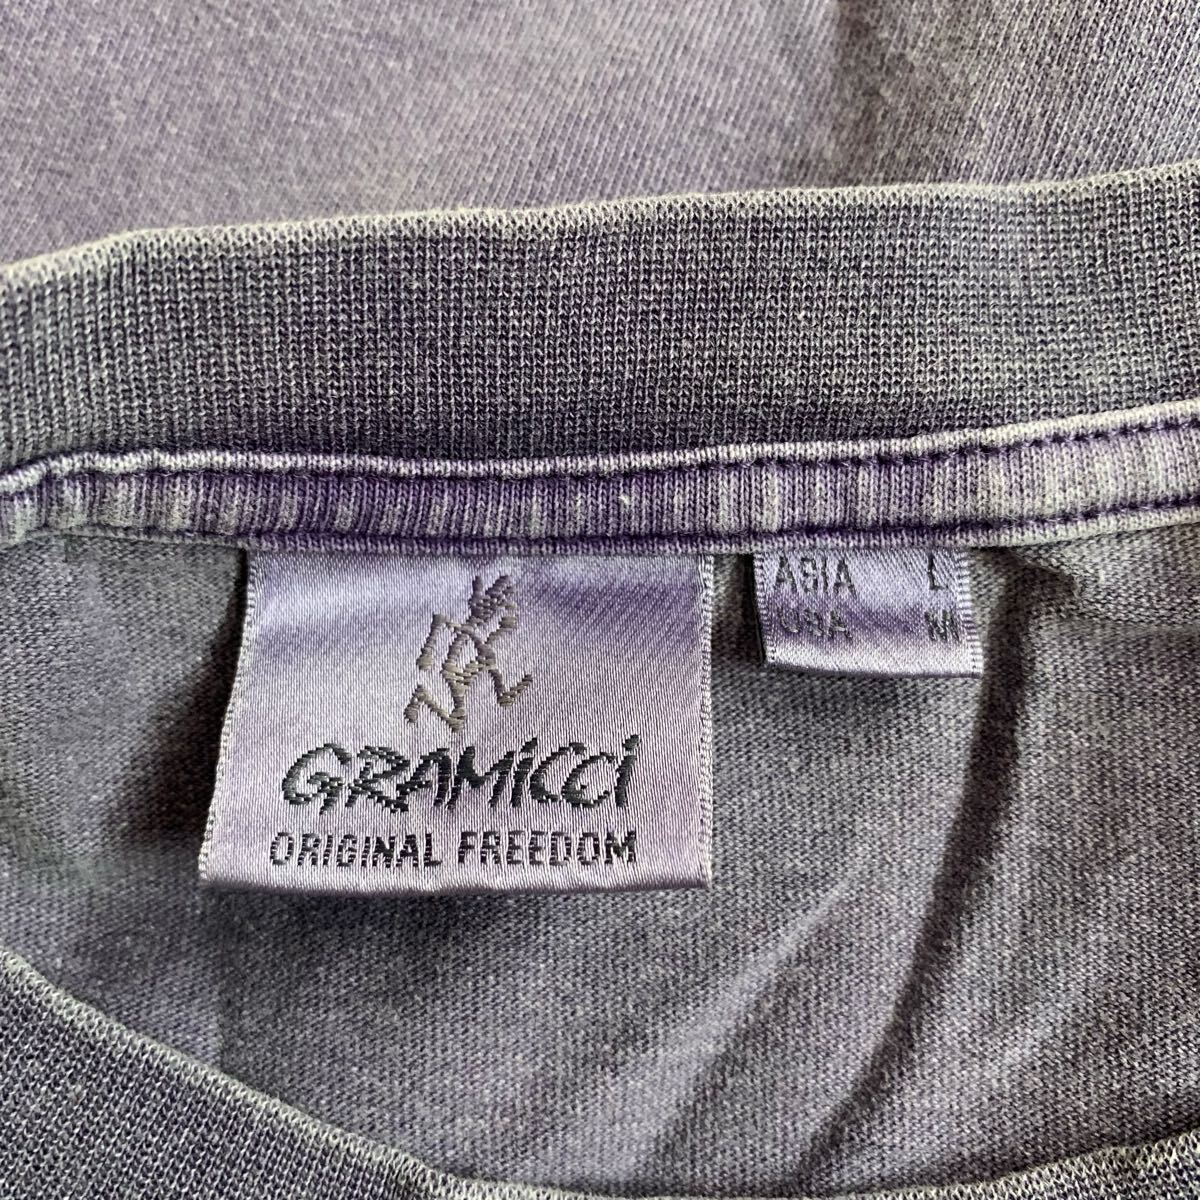 GRAMiCCi
ORIGINAL FREEDOM
ASIA L
USA M